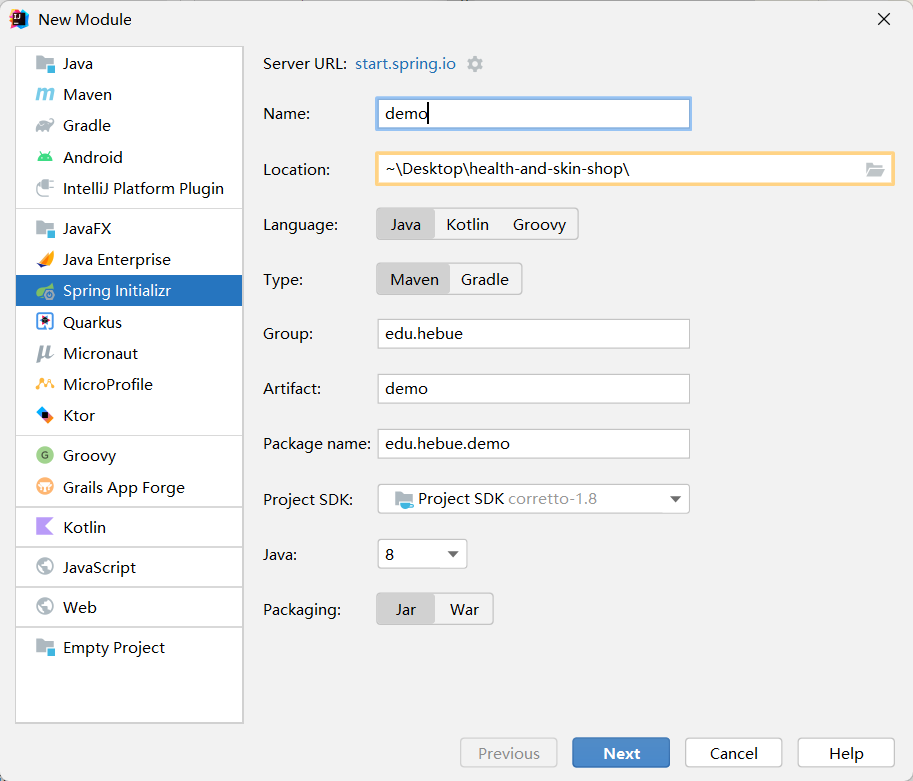 New Module
Java
Maven
Gradle
Android
IntelliJ Platform Plugin
JavaFX
Java Enterprise
Spring Initializr
Quarkus
Micronaut
MicroProfile
Ktor
Groovy
Grails App Forge
Kotlin
JavaScript
Web
Empty Project
Server URL: start.spring.io
Name: demo
Location: ~\Desktop\health-and-skin-shop\
Language: Java Kotlin Groovy
Type: Maven Gradle
Group: edu.hebue
Artifact: demo
Package name: edu.hebue.demo
Project SDK: Project SDK corretto-1.8
Java: 8
Packaging: Jar War
Previous Next Cancel Help